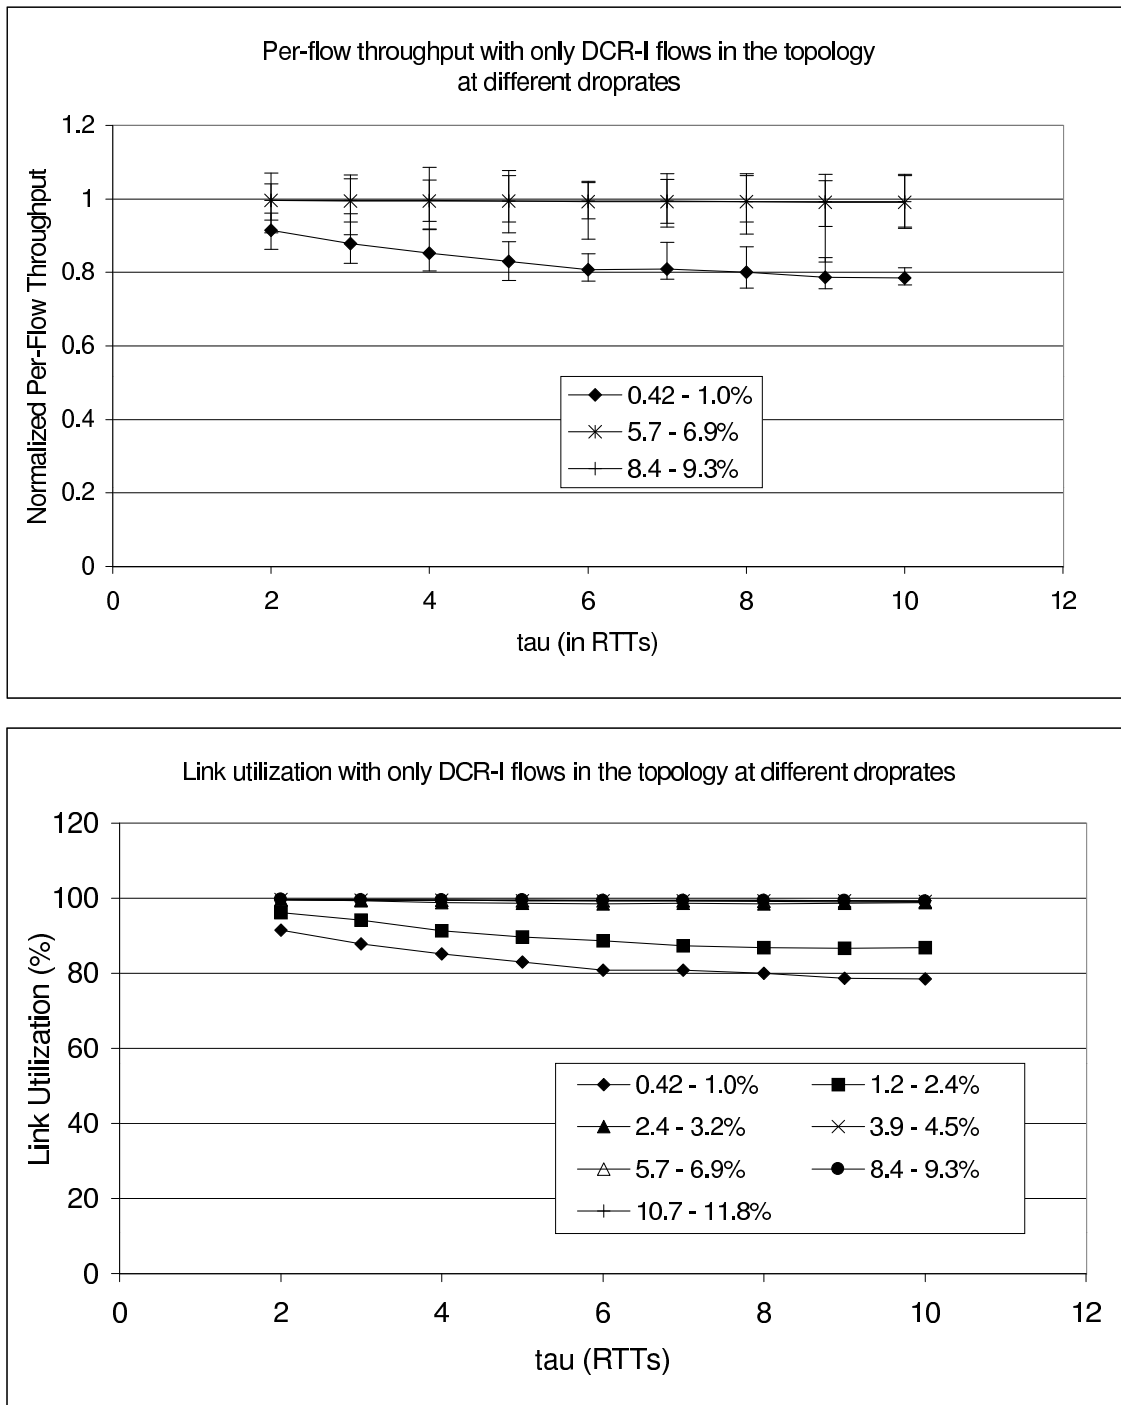 Per-flow throughput with only DCR-I flows in the topology
at different droprates
1.2
1
0.8
0.6
0.4
0.2
0
Normalized Per-Flow Throughput
0.42 - 1.0%
5.7 - 6.9%
8.4 - 9.3%
0 2 4 6 8 10 12
tau (in RTTs)
Link utilization with only DCR-I flows in the topology at different droprates
120
100
80
60
40
20
0
Link Utilization (%)
0.42 - 1.0% 1.2 - 2.4%
2.4 - 3.2% 3.9 - 4.5%
5.7 - 6.9% 8.4 - 9.3%
10.7 - 11.8%
0 2 4 6 8 10 12
tau (RTTs)